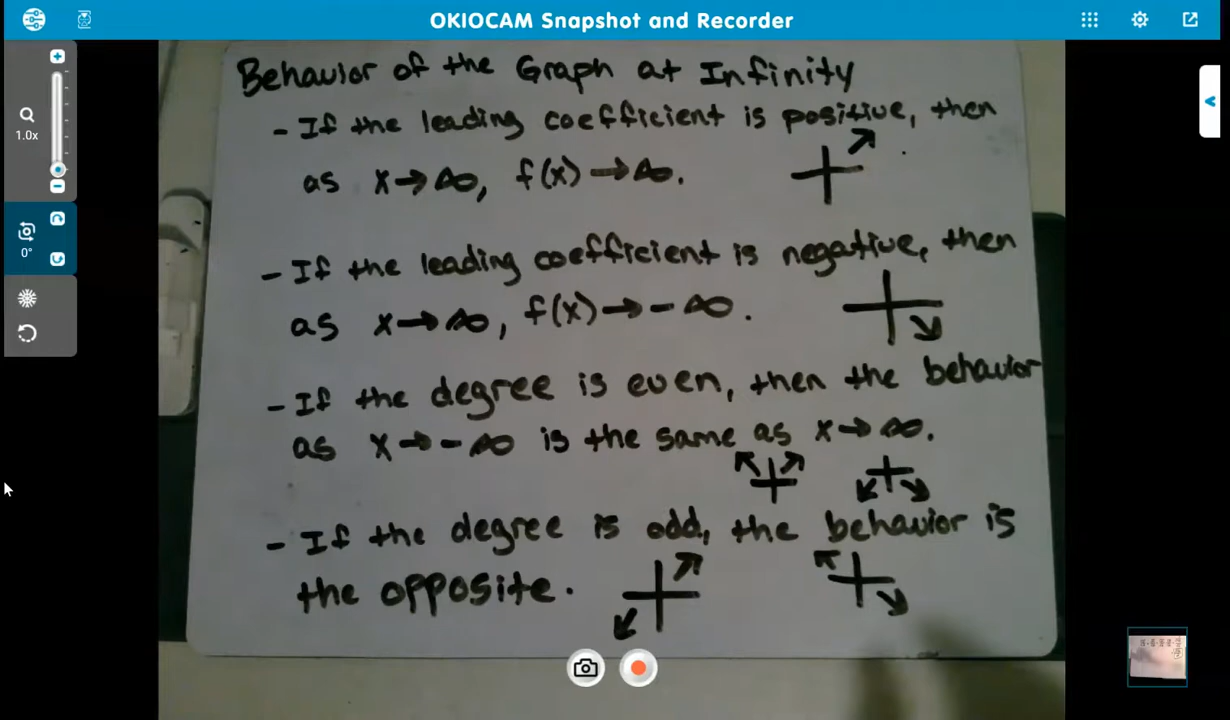 OKIOCAM Snapshot and Recorder
1.0x
0°
Behavior of the Graph at Infinity
- If the leading coefficient is positive, then
as x→∞, f(x)→∞.
- If the leading coefficient is negative, then
as x→∞, f(x)→-∞.
- If the degree is even, then the behavior
as x→-∞ is the same as x→∞.
- If the degree is odd, the behavior is
the opposite.